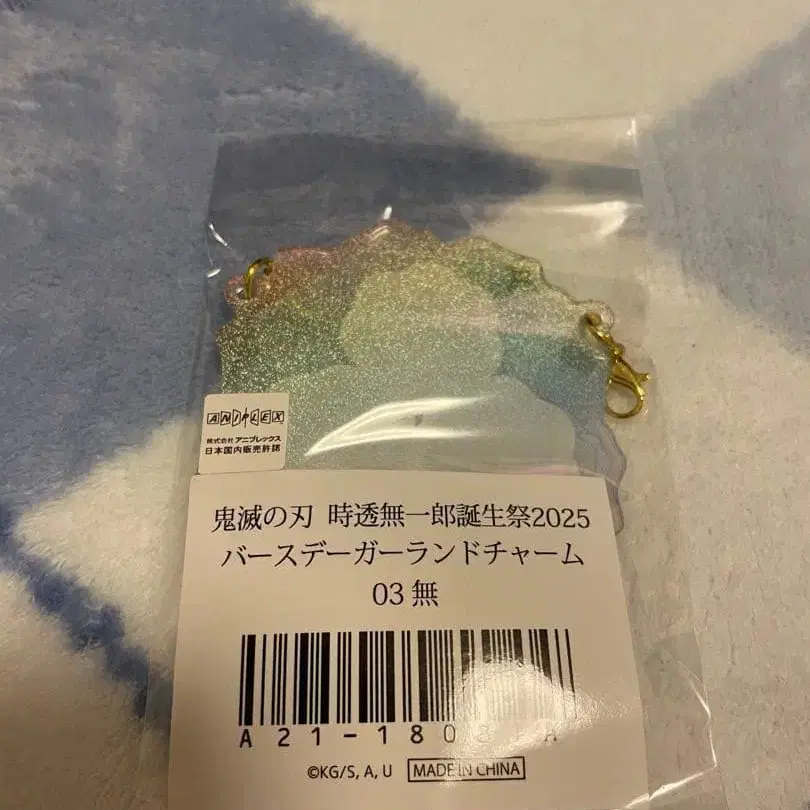 ANIPLEX
株式会社 アニプレックス
日本国内販売許諾
鬼滅の刃 時透無一郎誕生祭2025
バースデーガーランドチャーム
03 無
A21-1803 A
©KG/S, A, U MADE IN CHINA